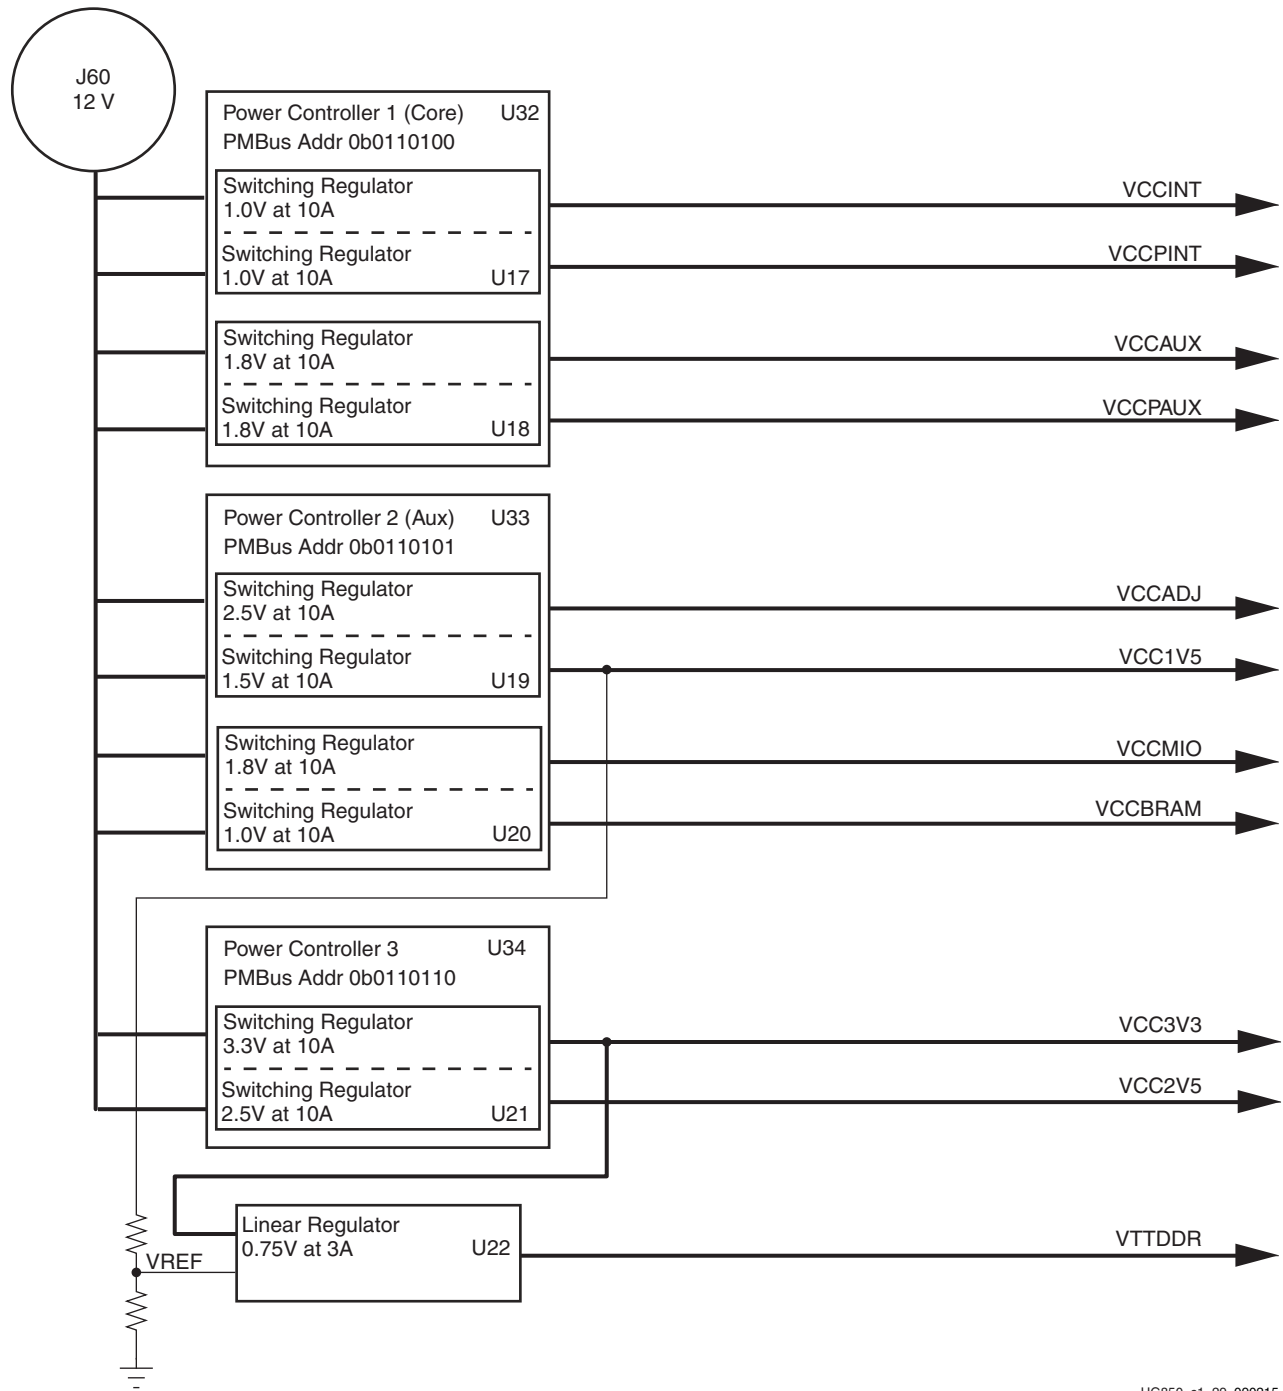 J60
12 V
Power Controller 1 (Core) U32
PMBus Addr 0b0110100
Switching Regulator
1.0V at 10A
Switching Regulator
1.0V at 10A U17
VCCINT
VCCPINT
Switching Regulator
1.8V at 10A
Switching Regulator
1.8V at 10A U18
VCCAUX
VCCPAUX
Power Controller 2 (Aux) U33
PMBus Addr 0b0110101
Switching Regulator
2.5V at 10A
Switching Regulator
1.5V at 10A U19
VCCADJ
VCC1V5
Switching Regulator
1.8V at 10A
Switching Regulator
1.0V at 10A U20
VCCMIO
VCCBRAM
Power Controller 3 U34
PMBus Addr 0b0110110
Switching Regulator
3.3V at 10A
Switching Regulator
2.5V at 10A U21
VCC3V3
VCC2V5
Linear Regulator
0.75V at 3A U22
VREF
VTTDDR